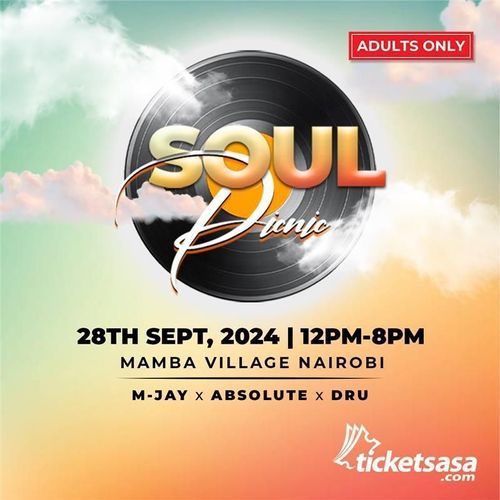 ADULTS ONLY
SOUL
Picnic
28TH SEPT, 2024 | 12PM-8PM
MAMBA VILLAGE NAIROBI
M-JAY x ABSOLUTE x DRU
ticketsasa
.com